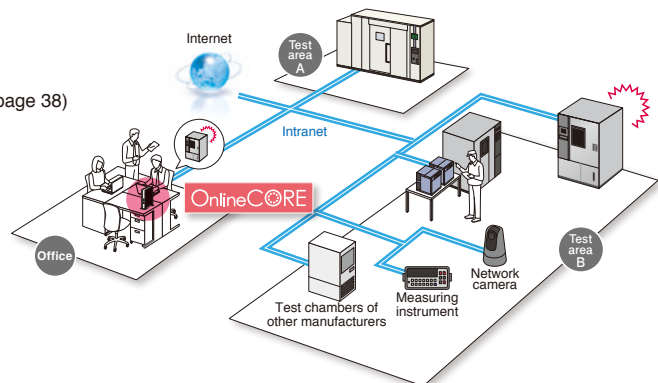 Internet
Test
area
A
page 38)
Intranet
OnlineCORE
Office
Test
area
B
Network
camera
Measuring
instrument
Test chambers of
other manufacturers